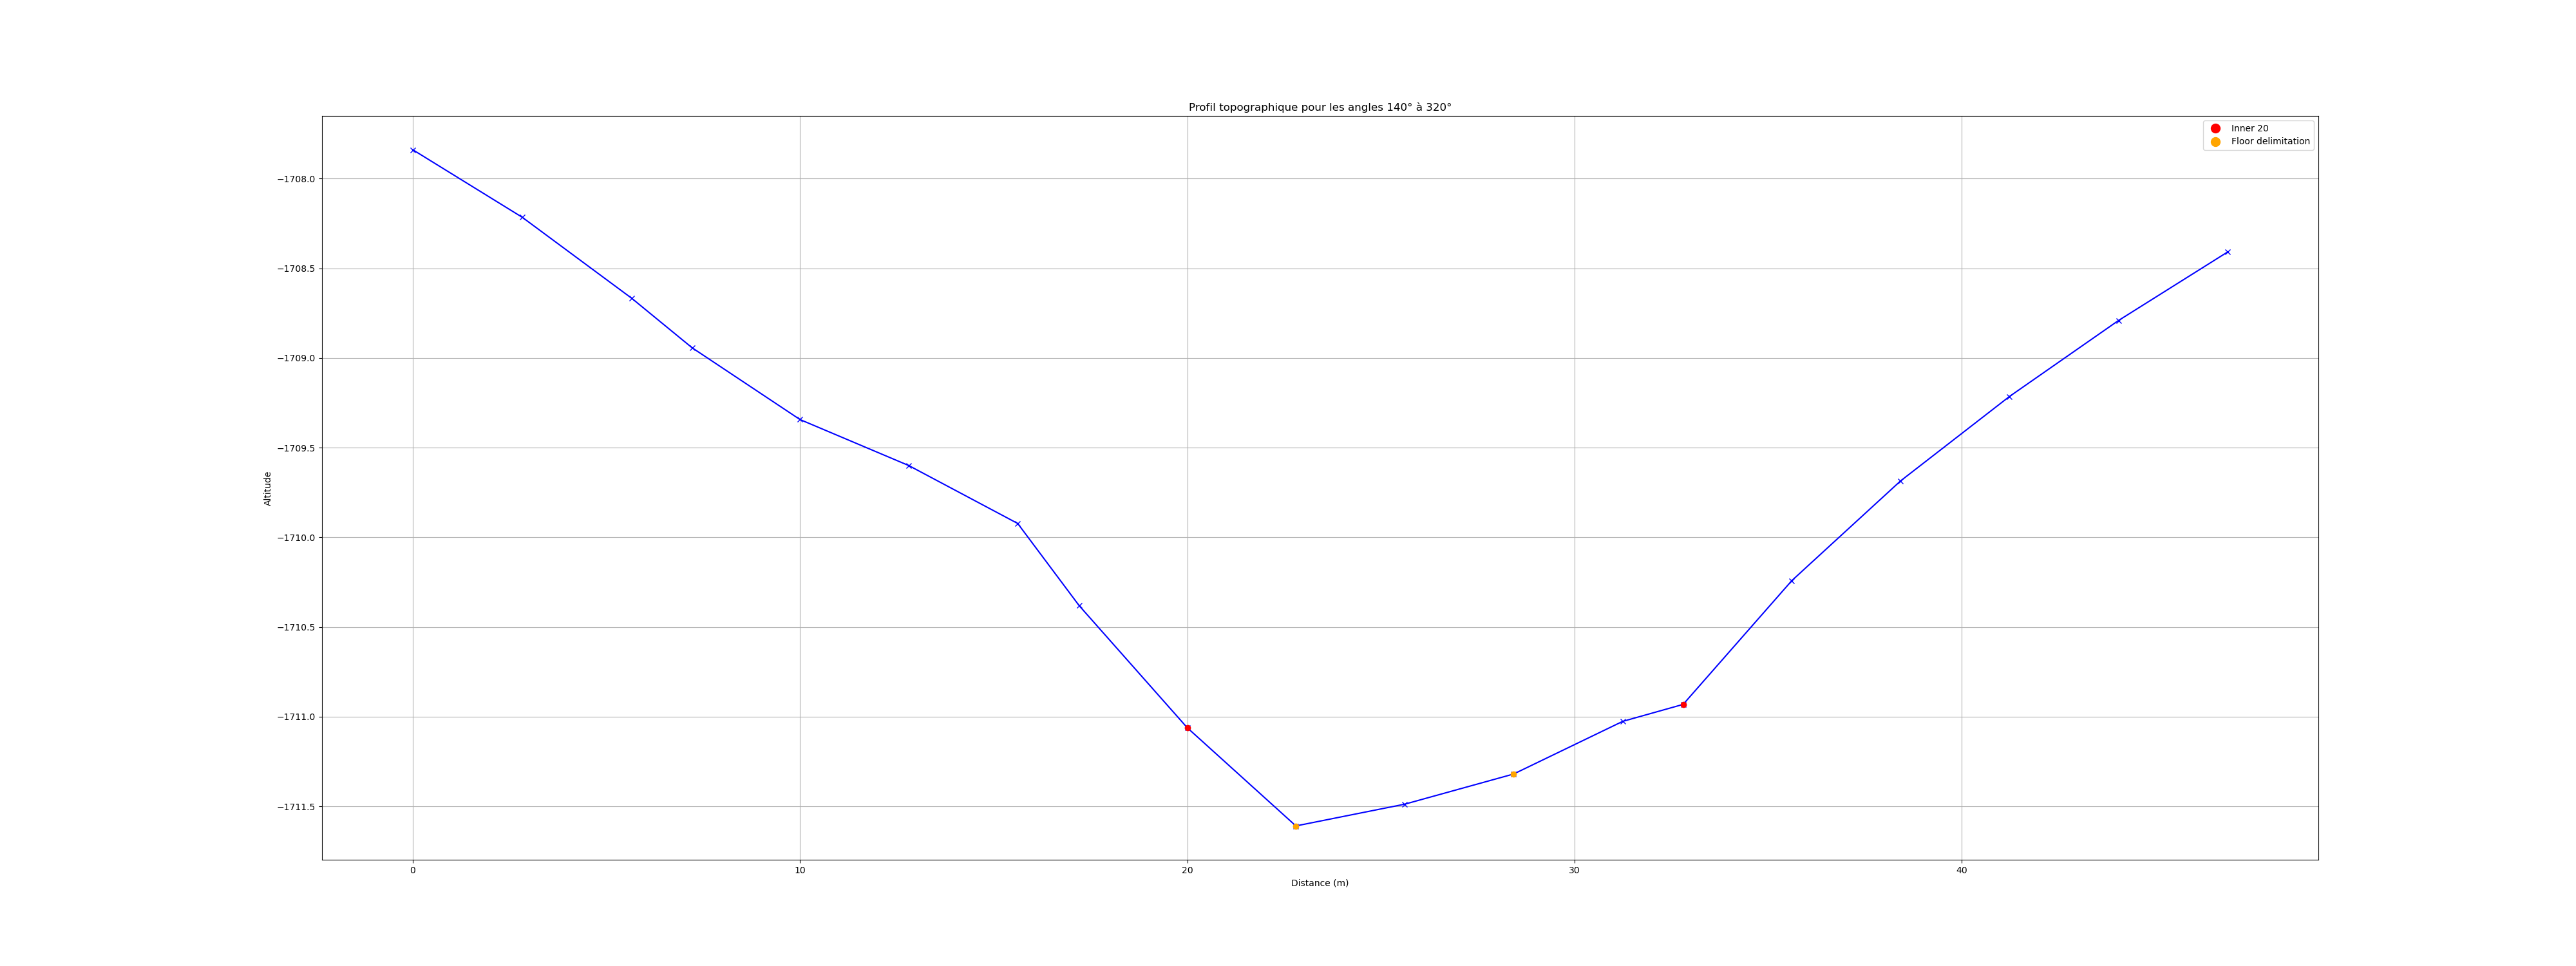 Profil topographique pour les angles 140° à 320°
Inner 20
Floor delimitation
−1708.0
−1708.5
−1709.0
−1709.5
−1710.0
−1710.5
−1711.0
−1711.5
Altitude
0 10 20 30 40
Distance (m)